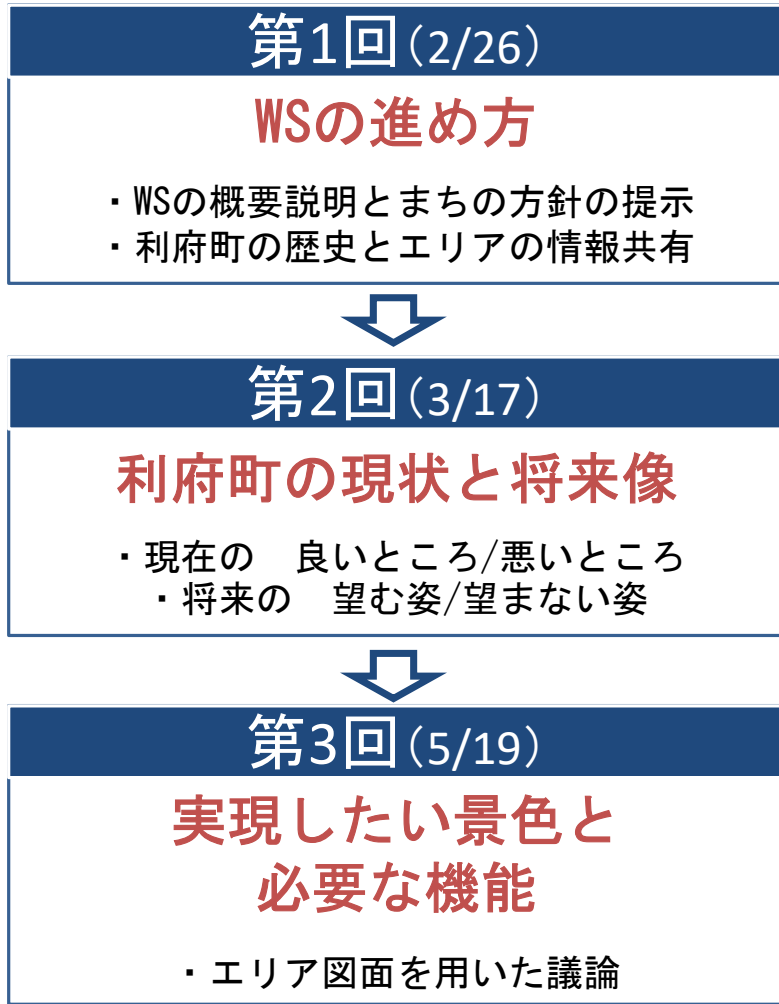 第1回(2/26)
WSの進め方
・WSの概要説明とまちの方針の提示
・利府町の歴史とエリアの情報共有
第2回(3/17)
利府町の現状と将来像
・現在の　良いところ/悪いところ
・将来の　望む姿/望まない姿
第3回(5/19)
実現したい景色と
必要な機能
・エリア図面を用いた議論